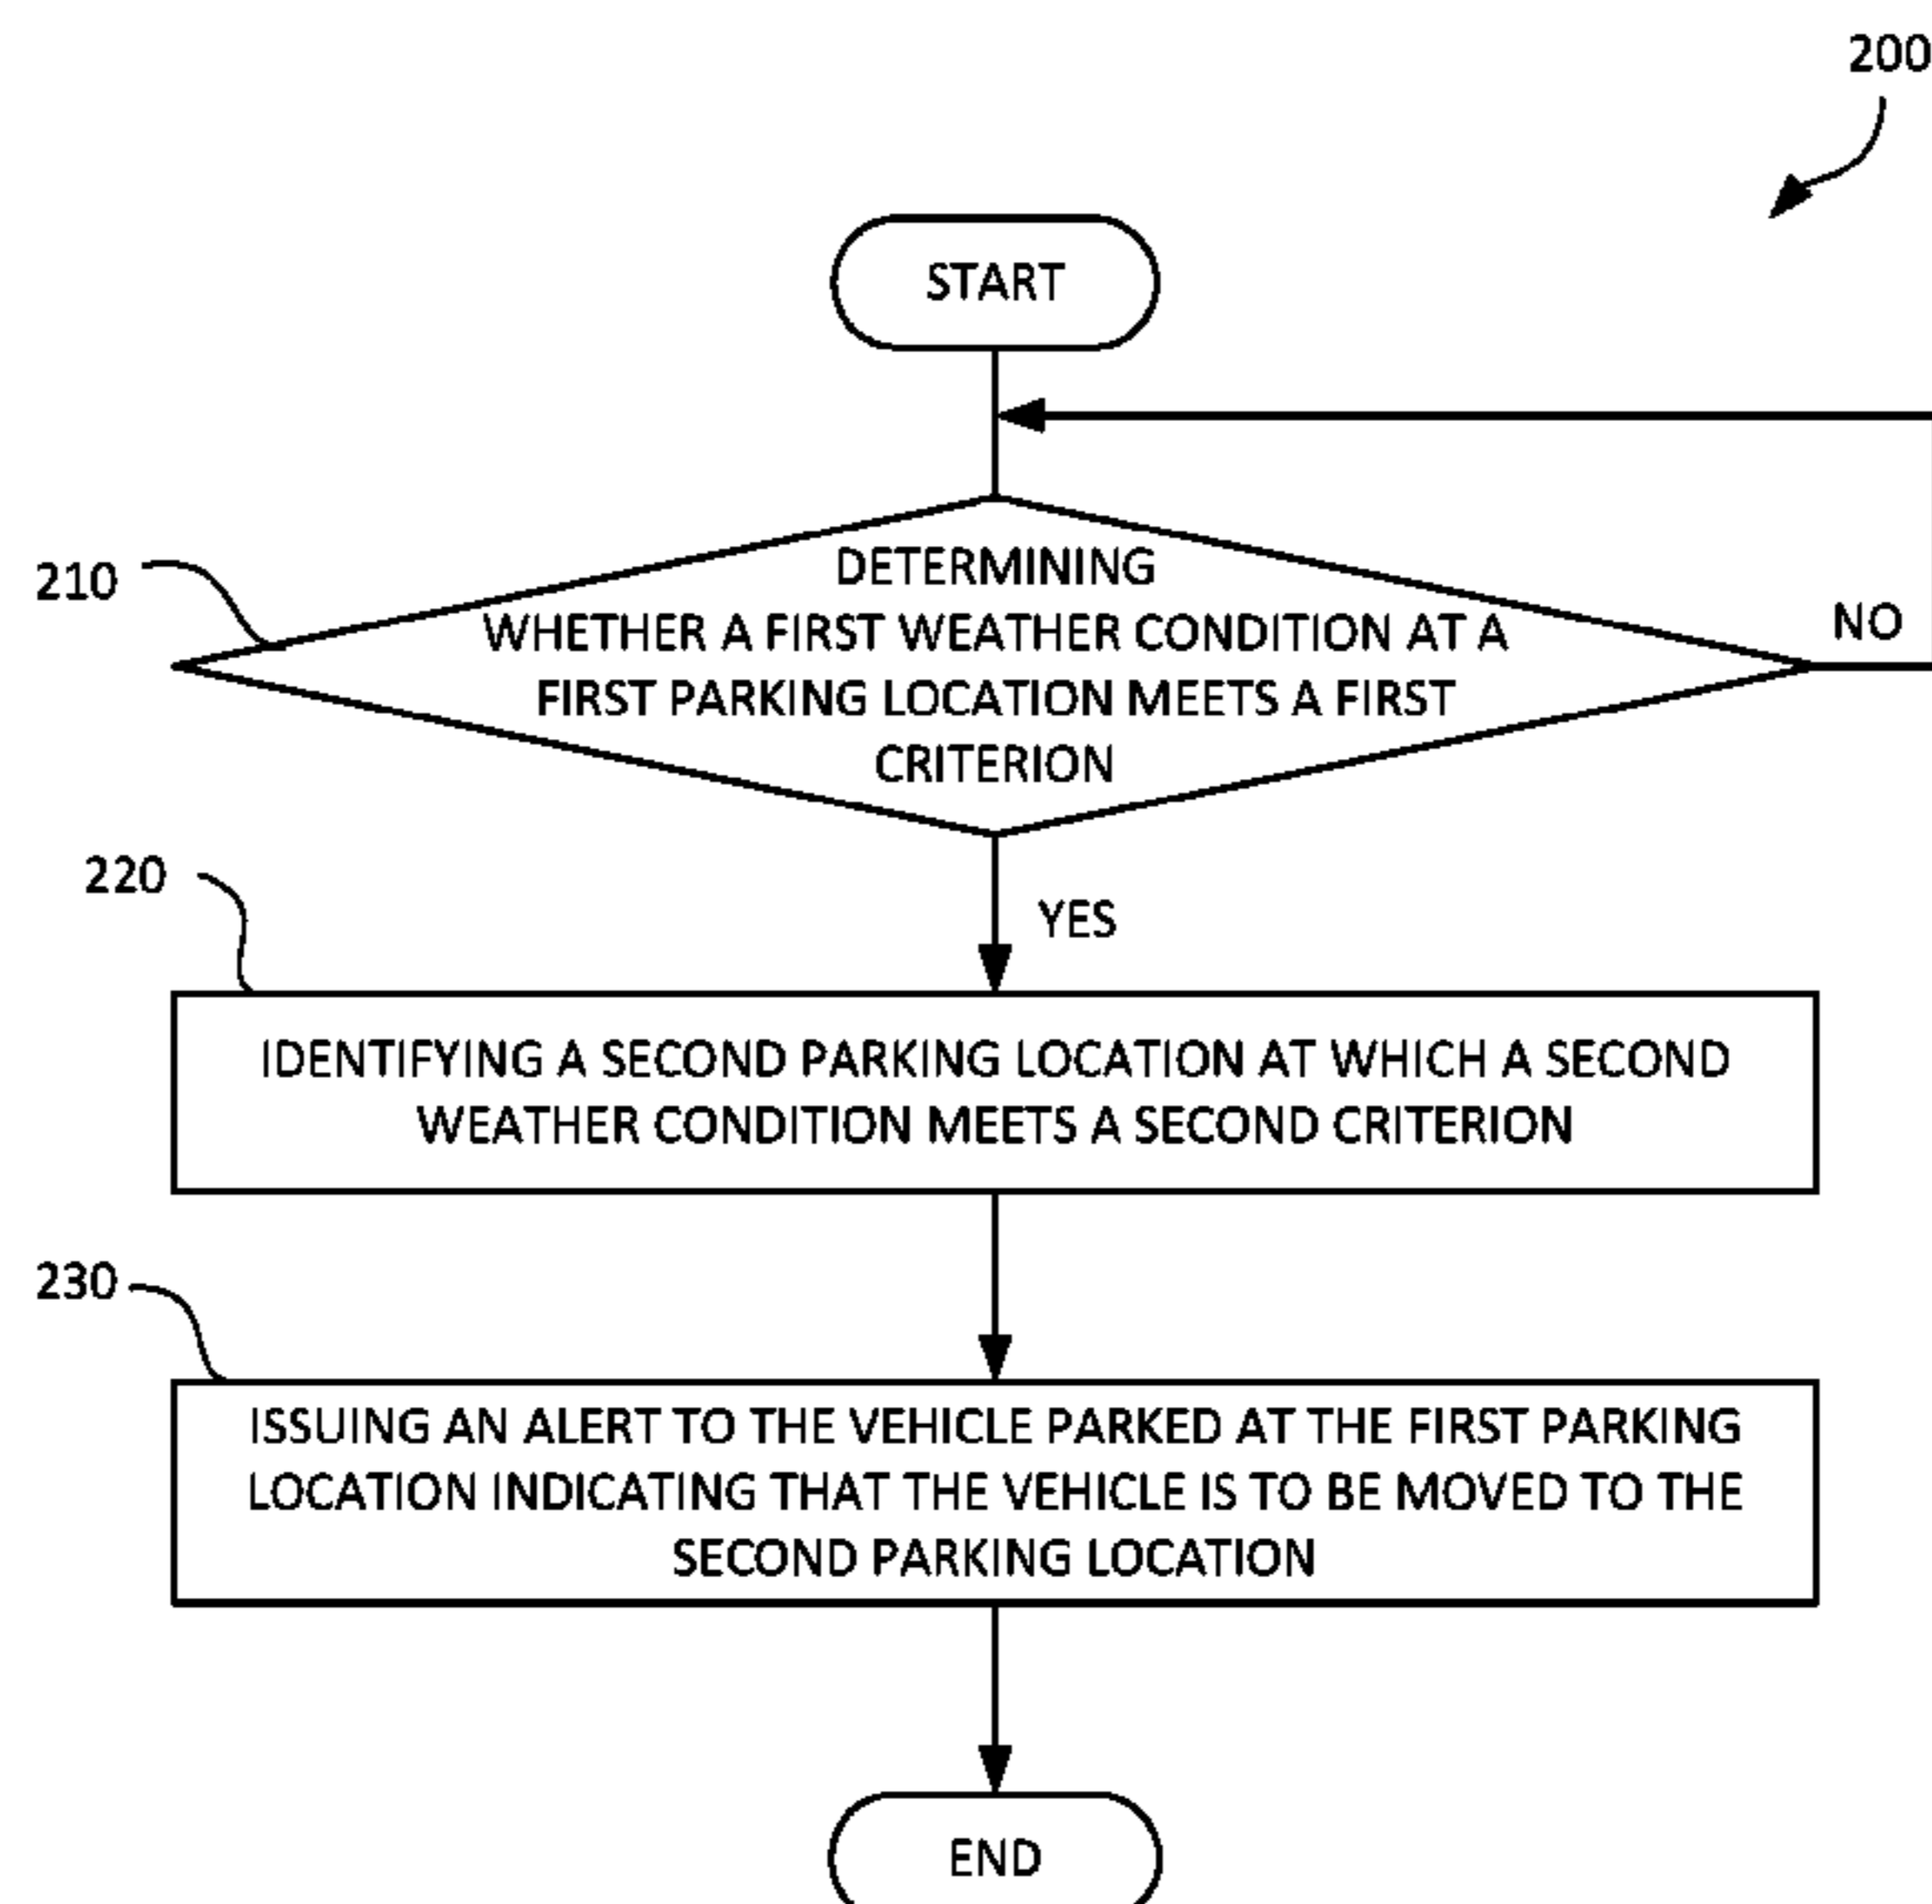 200
START
210
DETERMINING
WHETHER A FIRST WEATHER CONDITION AT A
FIRST PARKING LOCATION MEETS A FIRST
CRITERION
NO
220
YES
IDENTIFYING A SECOND PARKING LOCATION AT WHICH A SECOND
WEATHER CONDITION MEETS A SECOND CRITERION
230
ISSUING AN ALERT TO THE VEHICLE PARKED AT THE FIRST PARKING
LOCATION INDICATING THAT THE VEHICLE IS TO BE MOVED TO THE
SECOND PARKING LOCATION
END